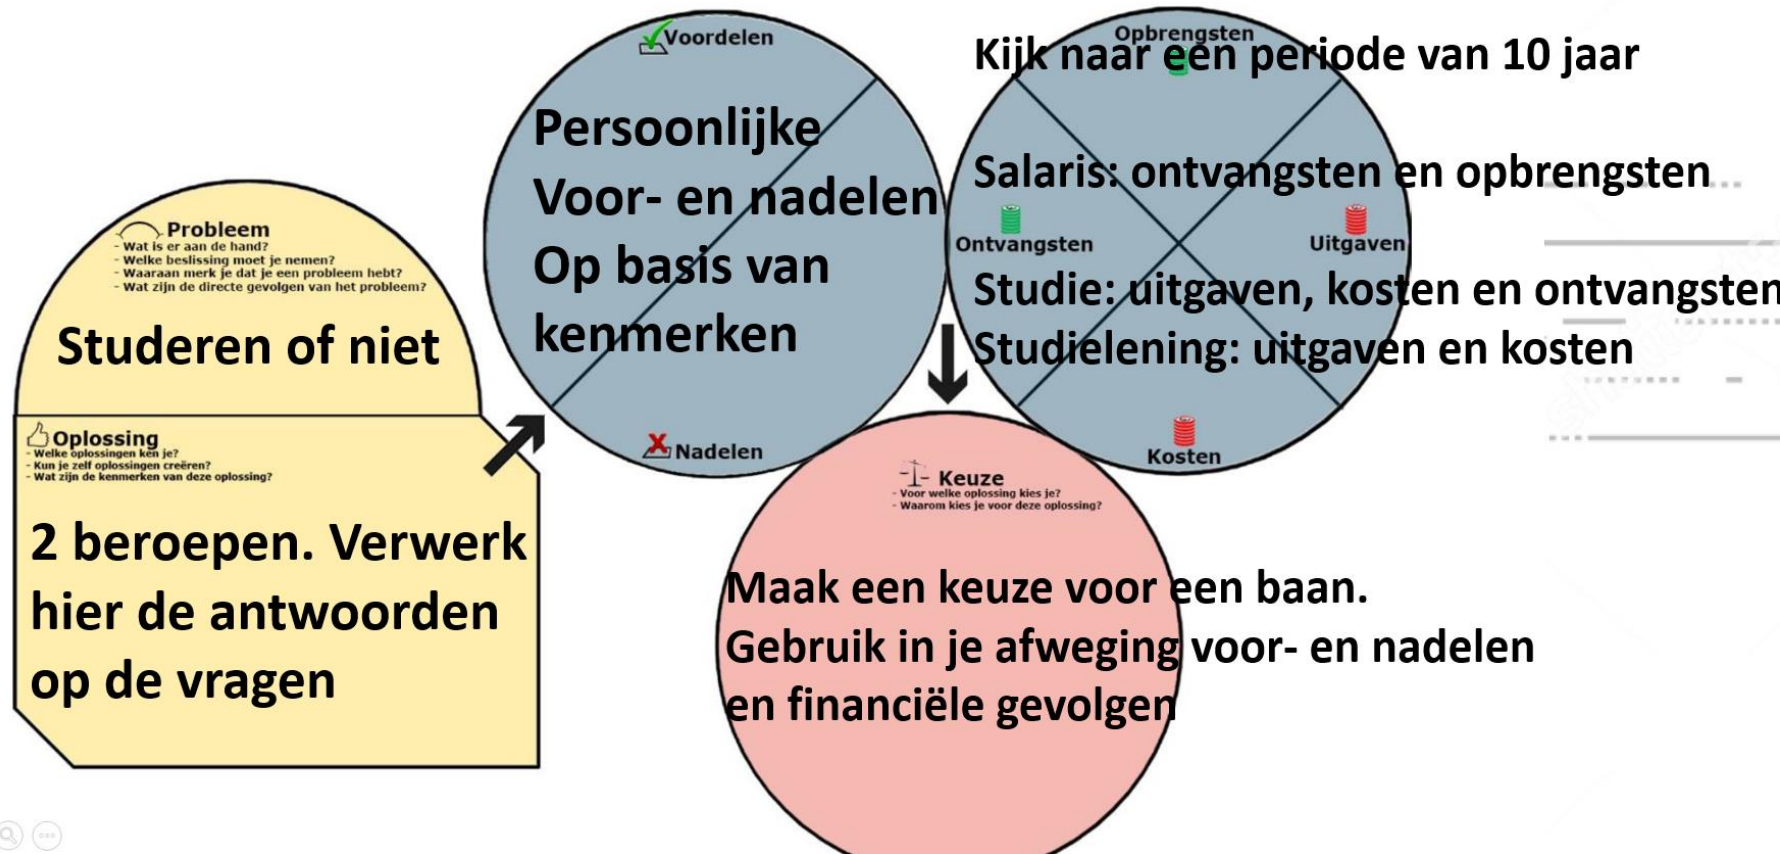 Probleem
- Wat is er aan de hand?
- Welke beslissing moet je nemen?
- Waaraan merk je dat je een probleem hebt?
- Wat zijn de directe gevolgen van het probleem?
Studeren of niet
Oplossing
- Welke oplossingen ken je?
- Kun je zelf oplossingen creëren?
- Wat zijn de kenmerken van deze oplossing?
2 beroepen. Verwerk
hier de antwoorden
op de vragen
Voordelen
Persoonlijke
Voor- en nadelen
Op basis van
kenmerken
Nadelen
Opbrengsten
Kijk naar een periode van 10 jaar
Salaris: ontvangsten en opbrengsten
Ontvangsten
Uitgaven
Studie: uitgaven, kosten en ontvangsten
Studielening: uitgaven en kosten
Kosten
Keuze
- Voor welke oplossing kies je?
- Waarom kies je voor deze oplossing?
Maak een keuze voor een baan.
Gebruik in je afweging voor- en nadelen
en financiële gevolgen